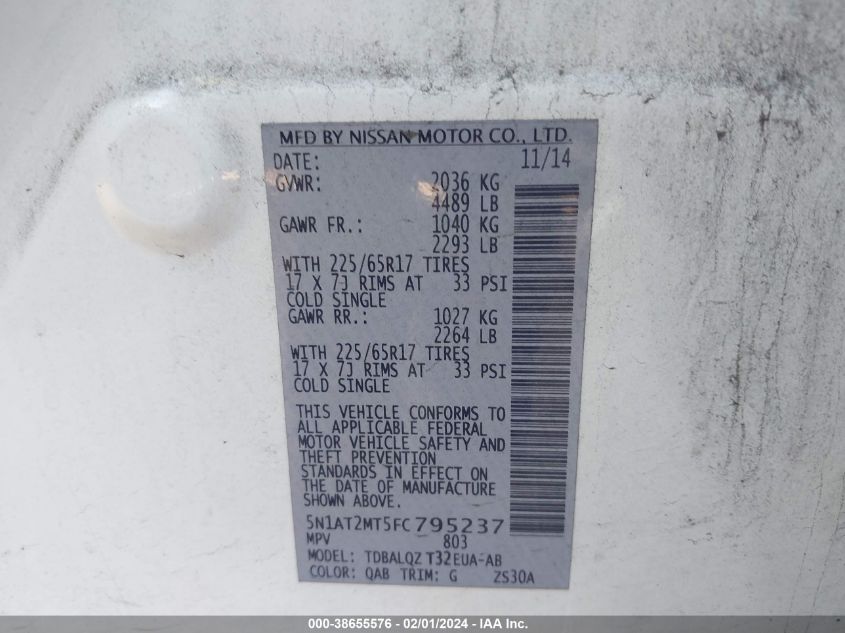 MFD BY NISSAN MOTOR CO., LTD.
DATE: 11/14
GVWR: 2036 KG
4489 LB
GAWR FR.: 1040 KG
2293 LB
WITH 225/65R17 TIRES
17 X 7J RIMS AT 33 PSI
COLD SINGLE
GAWR RR.: 1027 KG
2264 LB
WITH 225/65R17 TIRES
17 X 7J RIMS AT 33 PSI
COLD SINGLE
THIS VEHICLE CONFORMS TO
ALL APPLICABLE FEDERAL
MOTOR VEHICLE SAFETY AND
THEFT PREVENTION
STANDARDS IN EFFECT ON
THE DATE OF MANUFACTURE
SHOWN ABOVE.
5N1AT2MT5FC795237
MPV 803
MODEL: TDBALQZ T32EUA-AB
COLOR: QAB TRIM: G ZS30A
000-38655576 - 02/01/2024 - IAA Inc.